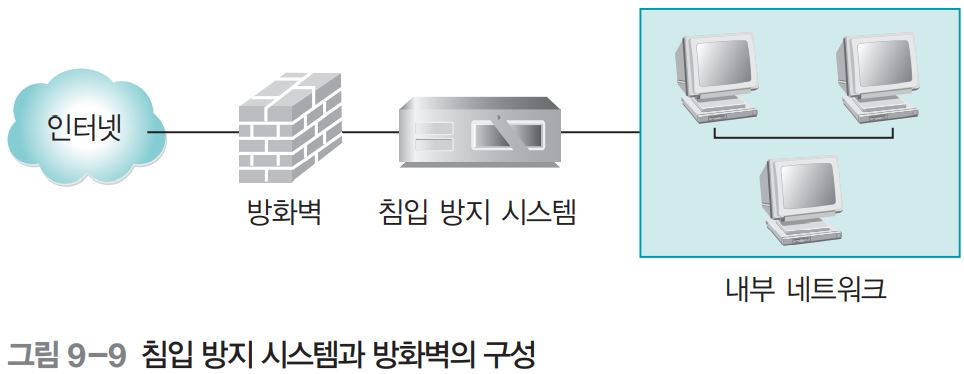 인터넷
방화벽
침입 방지 시스템
내부 네트워크
그림 9-9 침입 방지 시스템과 방화벽의 구성